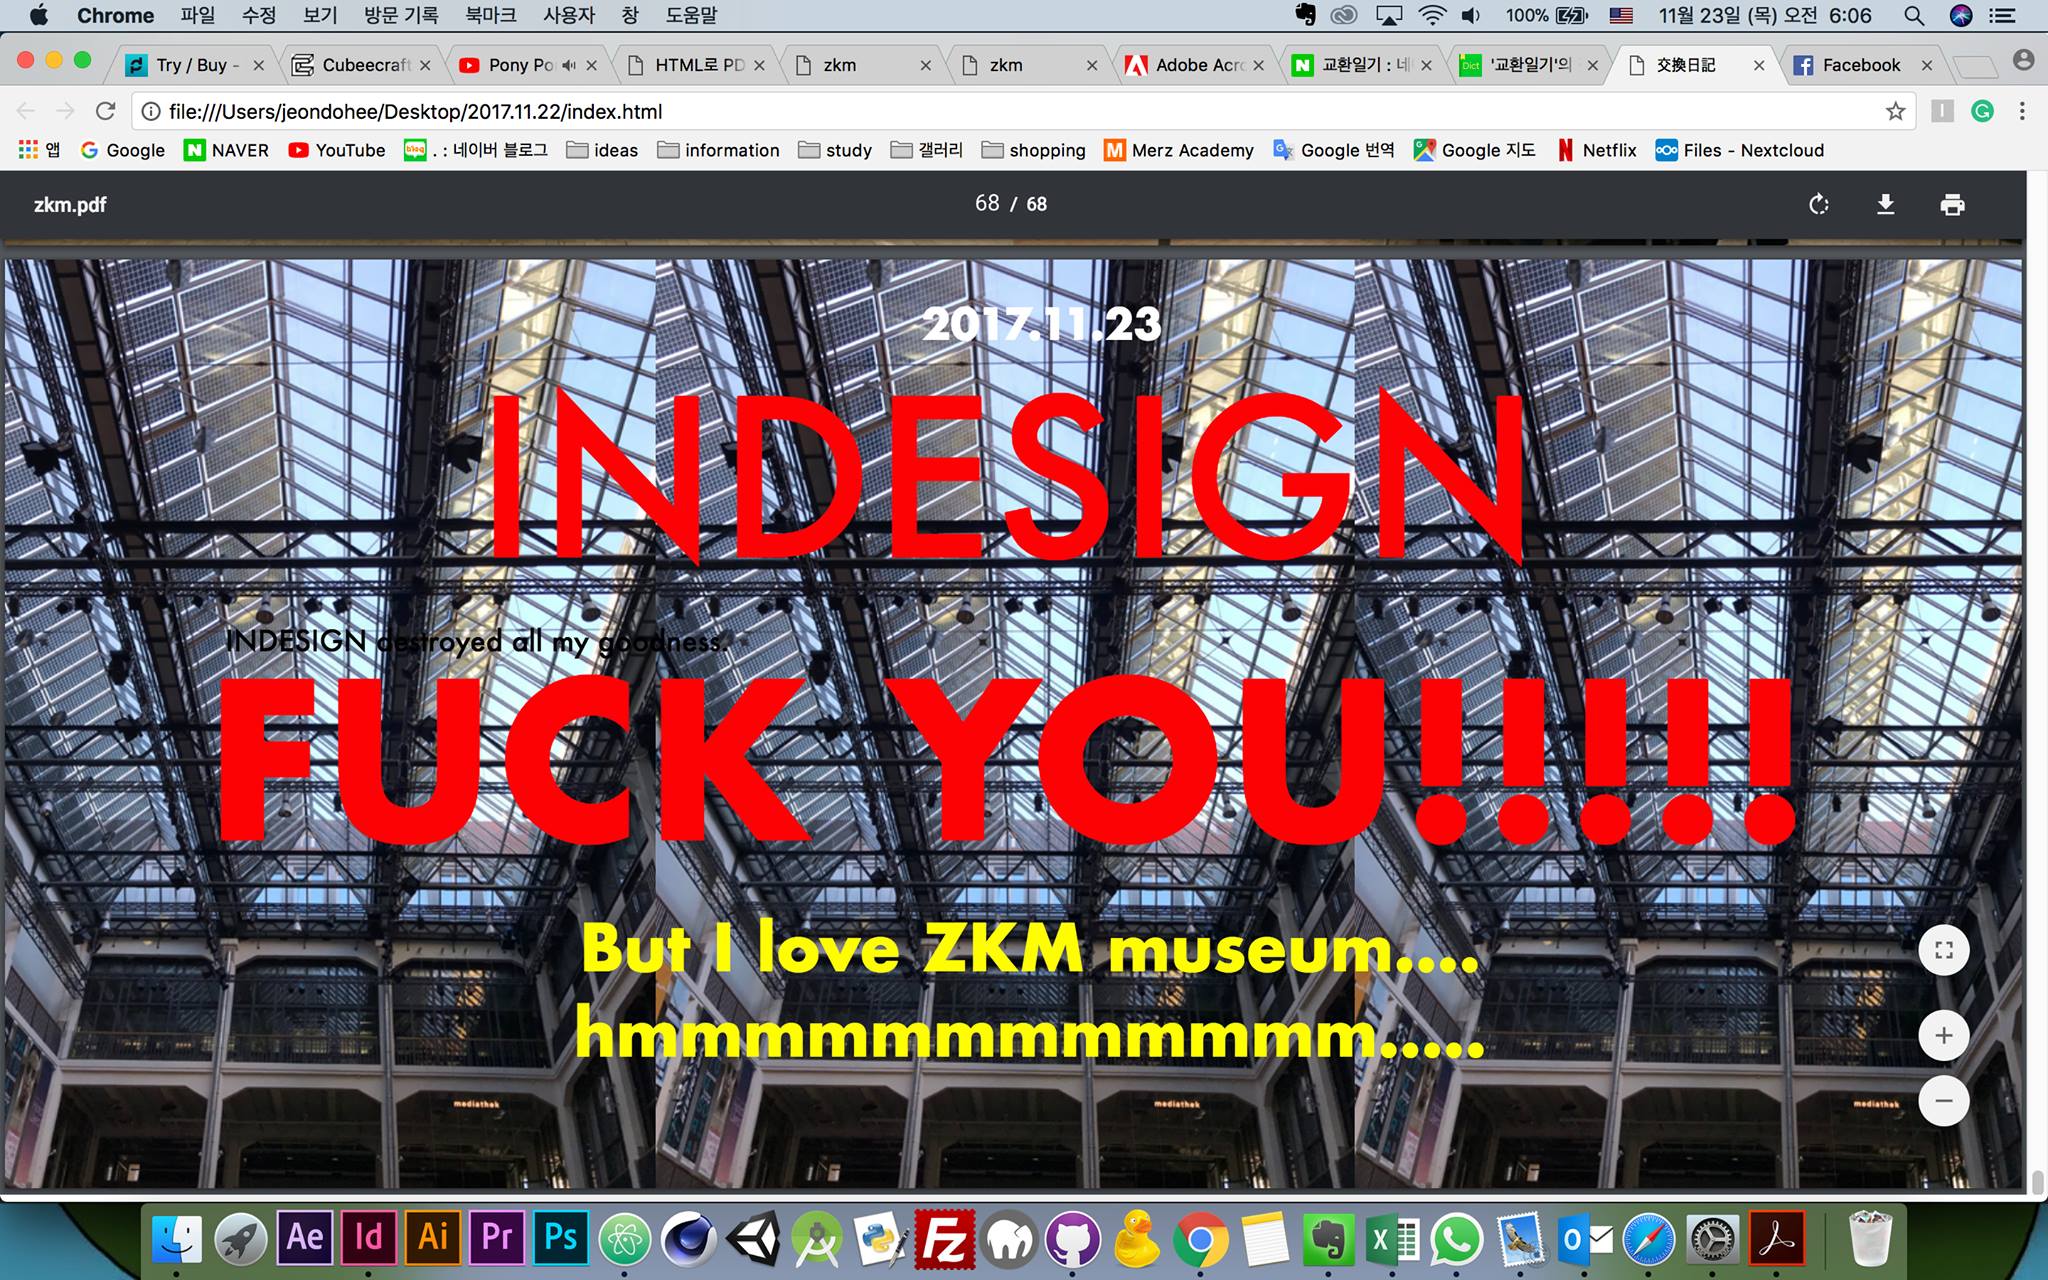 Chrome 파일 수정 보기 방문 기록 북마크 사용자 창 도움말 100% 11월 23일 (목) 오전 6:06
Try / Buy - Cubeecraft Pony Po HTML로 PD zkm zkm Adobe Acr 교환일기 : 네 '교환일기'의 交換日記 Facebook
file:///Users/jeondohee/Desktop/2017.11.22/index.html
앱 Google NAVER YouTube . : 네이버 블로그 ideas information study 갤러리 shopping Merz Academy Google 번역 Google 지도 Netflix Files - Nextcloud
zkm.pdf 68 / 68
2017.11.23
INDESIGN
INDESIGN destroyed all my goodness.
FUCK YOU!!!!!
But I love ZKM museum....
hmmmmmmmmmmmmm.....
mediathek mediathek mediathek
Ae Id Ai Pr Ps Fz